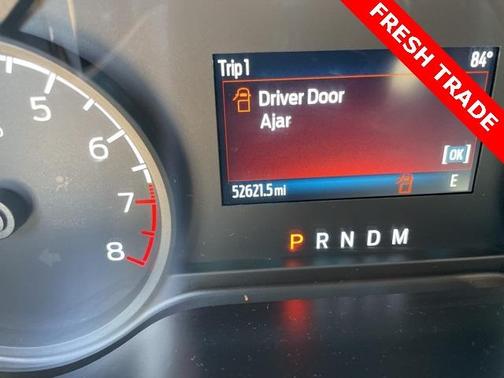 FRESH TRADE
Trip 1 84°
Driver Door
Ajar
[OK]
52621.5 mi E
P R N D M
5
6
7
8